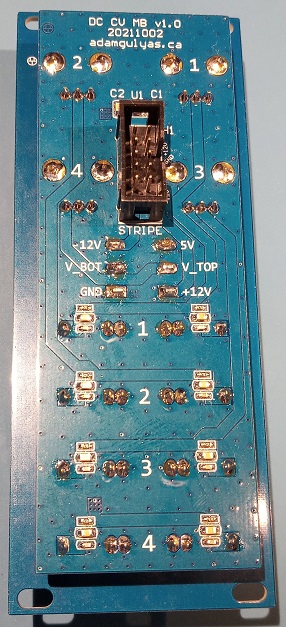 DC CV MB v1.0
20211002
adamgulyas.ca
2 1
C2 U1 C1
4 3
STRIPE
-12V 5V
V_BOT V_TOP
GND +12V
1
2
3
4